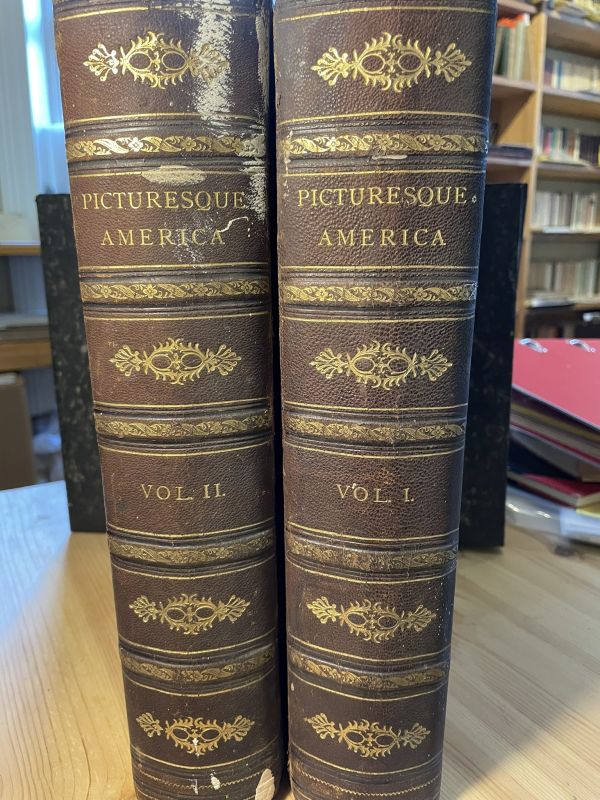 PICTURESQUE
AMERICA
VOL. II.
PICTURESQUE
AMERICA
VOL. I.